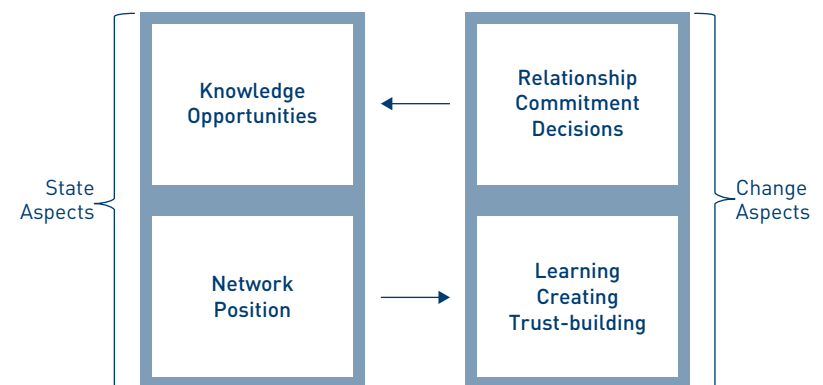 Knowledge
Opportunities
Relationship
Commitment
Decisions
State
Aspects
Change
Aspects
Network
Position
Learning
Creating
Trust-building